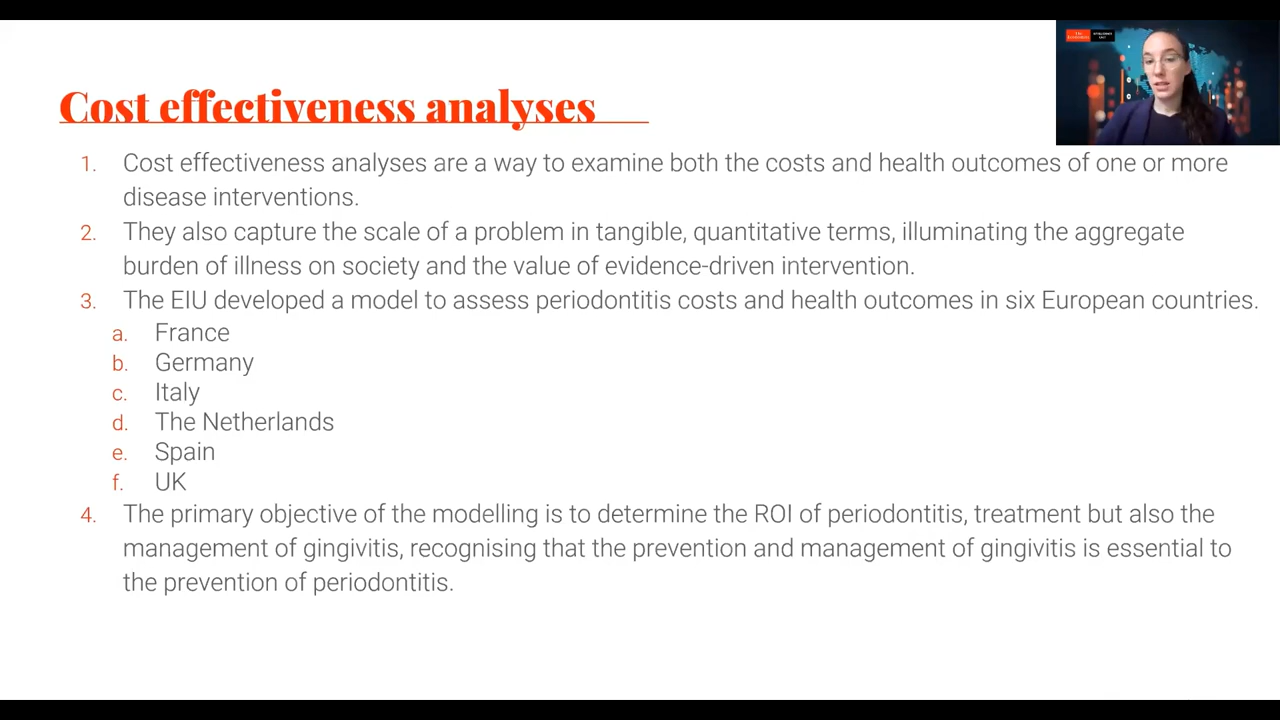 Cost effectiveness analyses
1. Cost effectiveness analyses are a way to examine both the costs and health outcomes of one or more
disease interventions.
2. They also capture the scale of a problem in tangible, quantitative terms, illuminating the aggregate
burden of illness on society and the value of evidence-driven intervention.
3. The EIU developed a model to assess periodontitis costs and health outcomes in six European countries.
a. France
b. Germany
c. Italy
d. The Netherlands
e. Spain
f. UK
4. The primary objective of the modelling is to determine the ROI of periodontitis, treatment but also the
management of gingivitis, recognising that the prevention and management of gingivitis is essential to
the prevention of periodontitis.